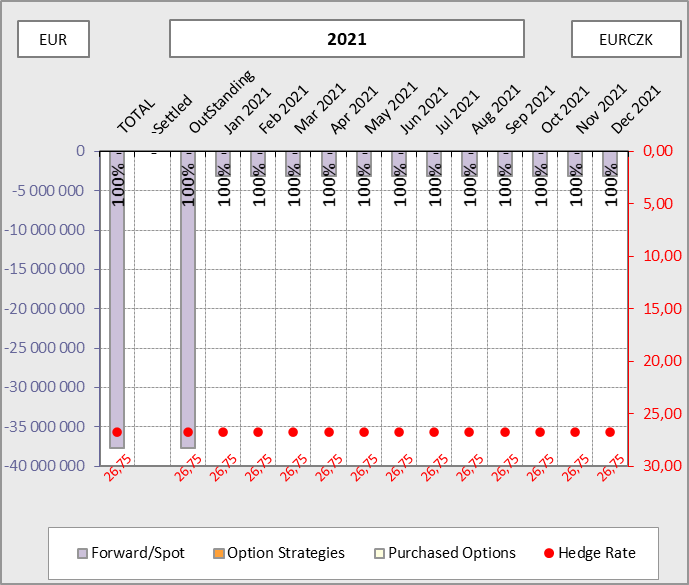 EUR
2021
EURCZK
TOTAL
Settled
OutStanding
Jan 2021
Feb 2021
Mar 2021
Apr 2021
May 2021
Jun 2021
Jul 2021
Aug 2021
Sep 2021
Oct 2021
Nov 2021
Dec 2021
0
-5 000 000
-10 000 000
-15 000 000
-20 000 000
-25 000 000
-30 000 000
-35 000 000
-40 000 000
100%
100%
100%
100%
100%
100%
100%
100%
100%
100%
100%
100%
100%
100%
0,00
5,00
10,00
15,00
20,00
25,00
30,00
26,75
26,75
26,75
26,75
26,75
26,75
26,75
26,75
26,75
26,75
26,75
26,75
26,75
26,75
Forward/Spot
Option Strategies
Purchased Options
Hedge Rate